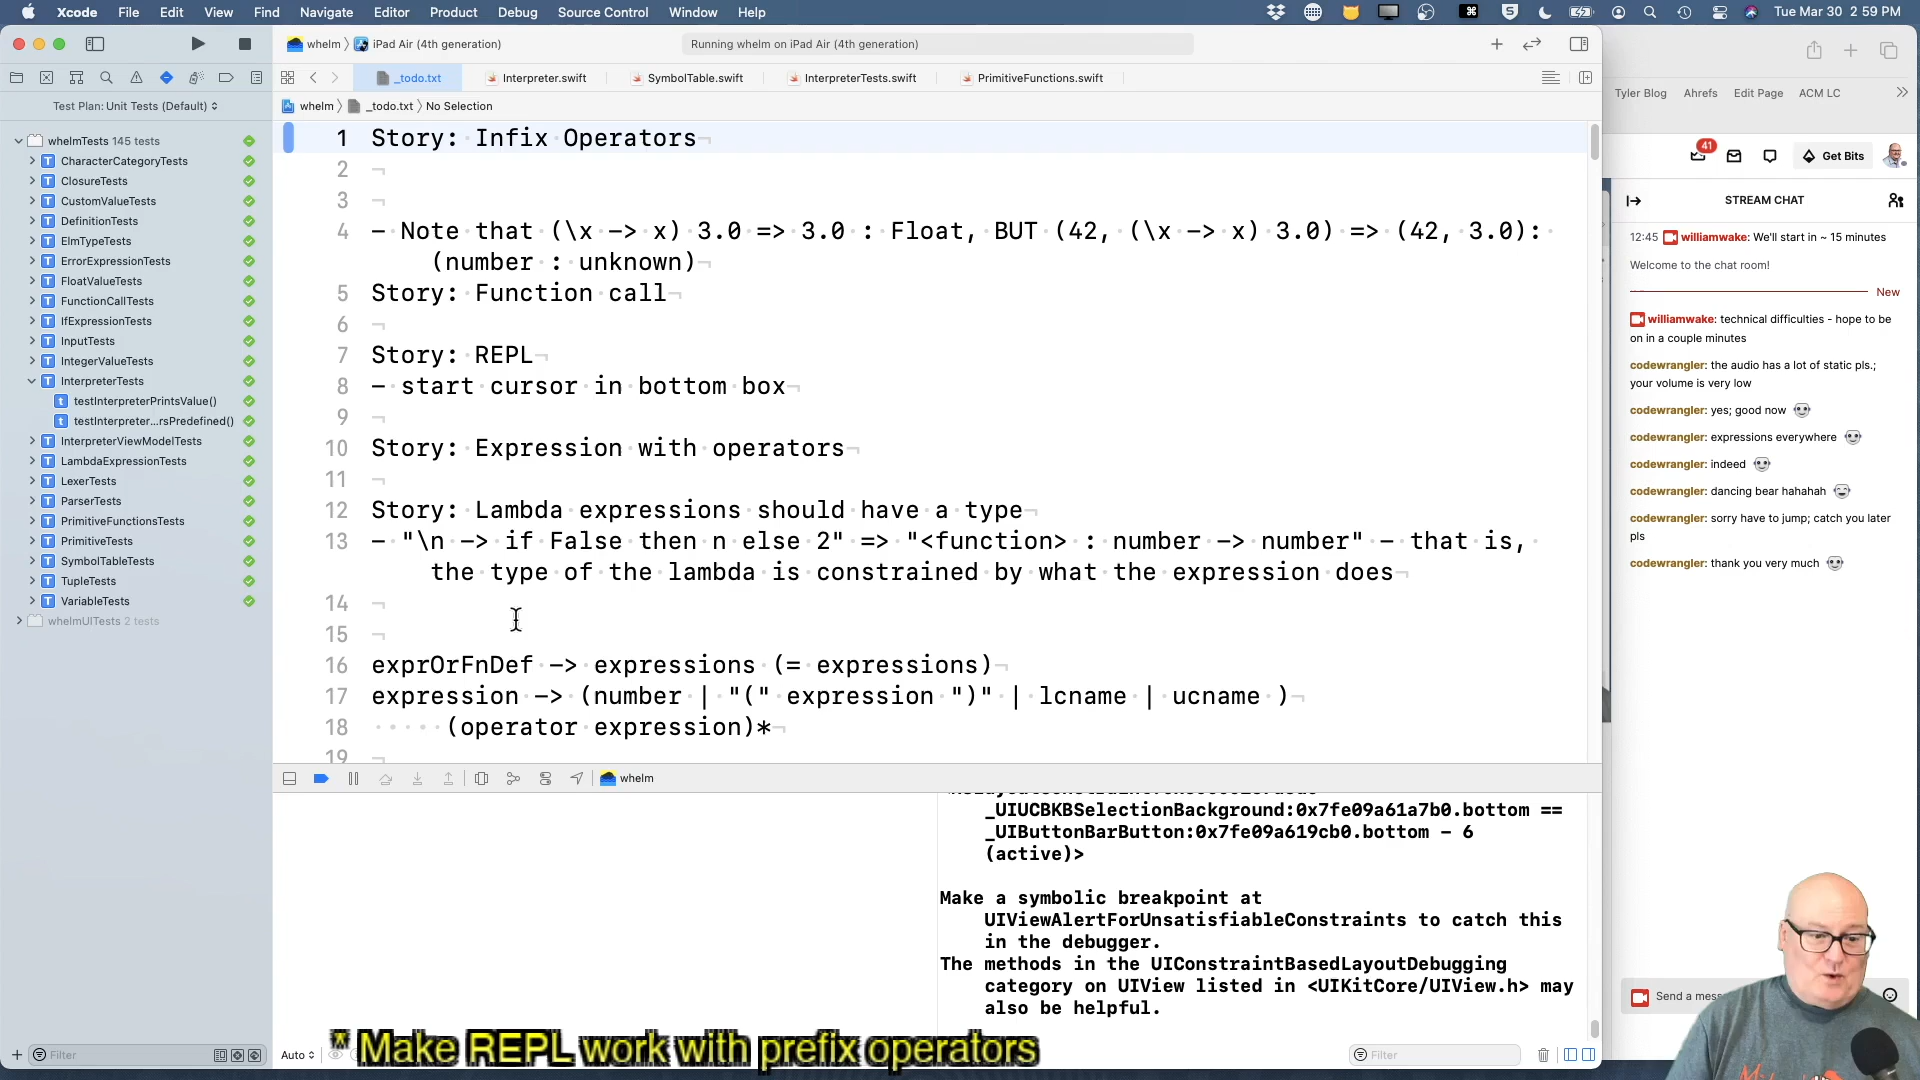 Xcode File Edit View Find Navigate Editor Product Debug Source Control Window Help Tue Mar 30 2:59 PM
whelm iPad Air (4th generation) Running whelm on iPad Air (4th generation)
_todo.txt Interpreter.swift SymbolTable.swift InterpreterTests.swift PrimitiveFunctions.swift
Tyler Blog Ahrefs Edit Page ACM LC
Test Plan: Unit Tests (Default)
whelm _todo.txt No Selection
whelmTests 145 tests
CharacterCategoryTests
ClosureTests
CustomValueTests
DefinitionTests
ElmTypeTests
ErrorExpressionTests
FloatValueTests
FunctionCallTests
IfExpressionTests
InputTests
IntegerValueTests
InterpreterTests
testInterpreterPrintsValue()
testInterpreter...rsPredefined()
InterpreterViewModelTests
LambdaExpressionTests
LexerTests
ParserTests
PrimitiveFunctionsTests
PrimitiveTests
SymbolTableTests
TupleTests
VariableTests
whelmUITests 2 tests
Filter
1 Story: Infix Operators
2
3
4 - Note that (\x -> x) 3.0 => 3.0 : Float, BUT (42, (\x -> x) 3.0) => (42, 3.0):
(number : unknown)
5 Story: Function call
6
7 Story: REPL
8 - start cursor in bottom box
9
10 Story: Expression with operators
11
12 Story: Lambda expressions should have a type
13 - "\n -> if False then n else 2" => "<function> : number -> number" - that is,
the type of the lambda is constrained by what the expression does
14
15
16 exprOrFnDef -> expressions (= expressions)
17 expression -> (number | "(" expression ")" | lcname | ucname )
18 (operator expression)*
19
whelm
_UIUCBKBSelectionBackground:0x7fe09a61a7b0.bottom ==
_UIButtonBarButton:0x7fe09a619cb0.bottom - 6
(active)>
Make a symbolic breakpoint at
UIViewAlertForUnsatisfiableConstraints to catch this
in the debugger.
The methods in the UIConstraintBasedLayoutDebugging
category on UIView listed in <UIKitCore/UIView.h> may
also be helpful.
Auto
Filter
* Make REPL work with prefix operators
41
Get Bits
STREAM CHAT
12:45 williamwake: We'll start in ~ 15 minutes
Welcome to the chat room!
New
williamwake: technical difficulties - hope to be
on in a couple minutes
codewrangler: the audio has a lot of static pls.;
your volume is very low
codewrangler: yes; good now
codewrangler: expressions everywhere
codewrangler: indeed
codewrangler: dancing bear hahahah
codewrangler: sorry have to jump; catch you later
pls
codewrangler: thank you very much
Send a mess